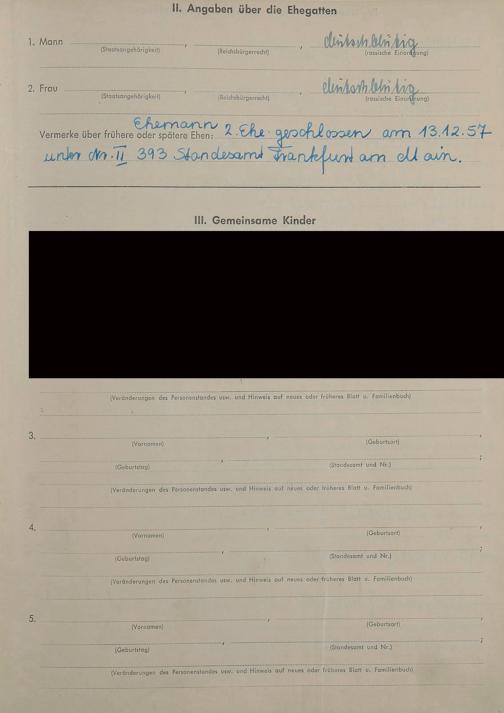 II. Angaben über die Ehegatten
1. Mann , , deutschblütig
(Staatsangehörigkeit) (Reichsbürgerrecht) (rassische Einordnung)
2. Frau , , deutschblütig
(Staatsangehörigkeit) (Reichsbürgerrecht) (rassische Einordnung)
Vermerke über frühere oder spätere Ehen: Ehemann 2. Ehe geschlossen am 13.12.57
unter Nr. II 393 Standesamt Frankfurt am Main.
III. Gemeinsame Kinder
(Veränderungen des Personenstandes usw. und Hinweis auf neues oder früheres Blatt u. Familienbuch)
3. , ,
(Vornamen) (Geburtsort)
, ;
(Geburtstag) (Standesamt und Nr.)
(Veränderungen des Personenstandes usw. und Hinweis auf neues oder früheres Blatt u. Familienbuch)
4. , ,
(Vornamen) (Geburtsort)
, ;
(Geburtstag) (Standesamt und Nr.)
(Veränderungen des Personenstandes usw. und Hinweis auf neues oder früheres Blatt u. Familienbuch)
5. , ,
(Vornamen) (Geburtsort)
, ;
(Geburtstag) (Standesamt und Nr.)
(Veränderungen des Personenstandes usw. und Hinweis auf neues oder früheres Blatt u. Familienbuch)